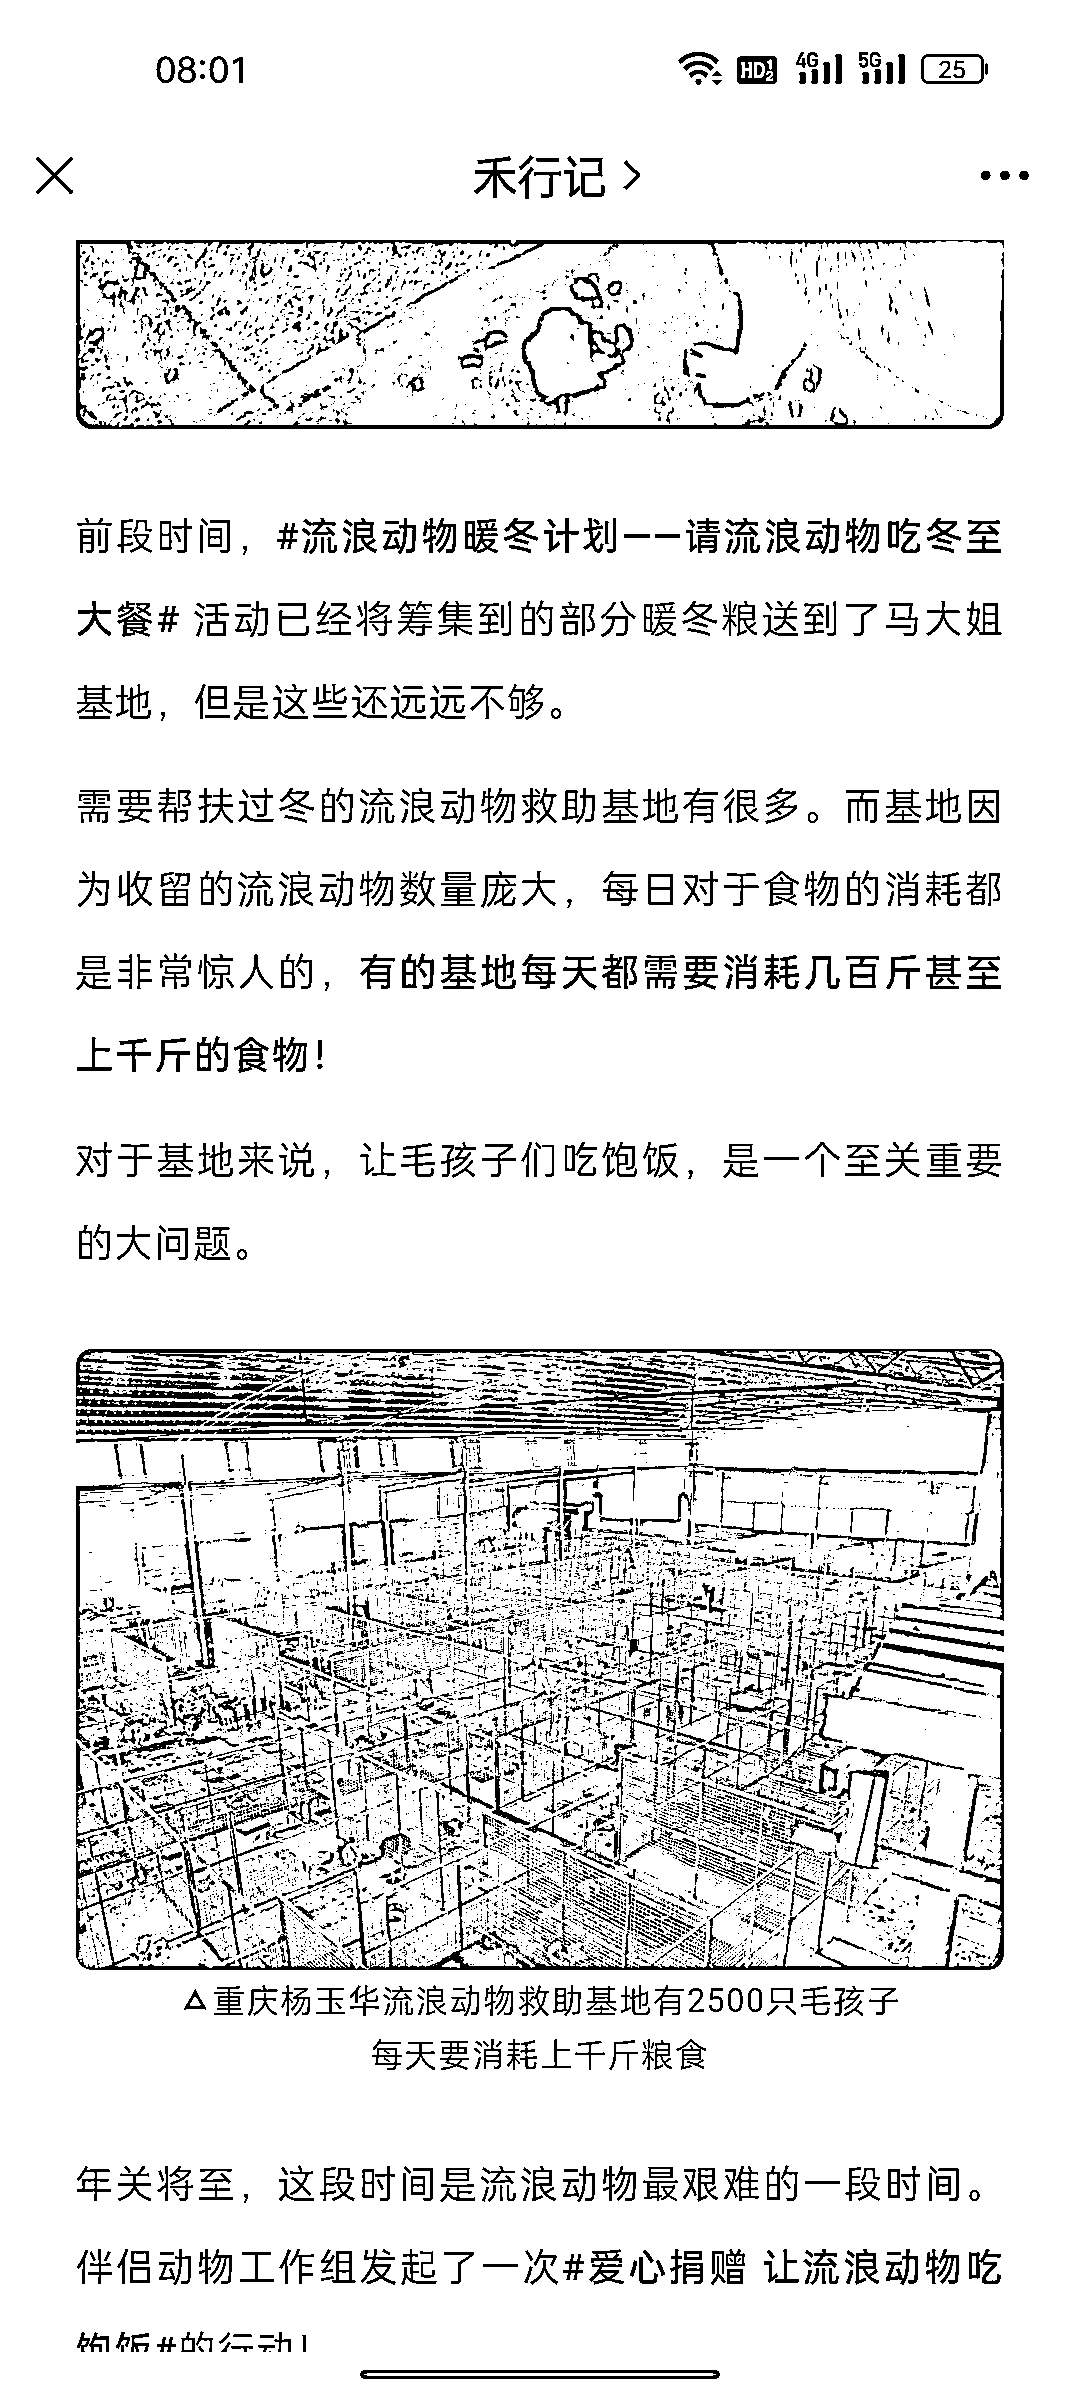 08:01
HD 4G 5G 25
禾行记
前段时间，#流浪动物暖冬计划——请流浪动物吃冬至
大餐# 活动已经将筹集到的部分暖冬粮送到了马大姐
基地，但是这些还远远不够。
需要帮扶过冬的流浪动物救助基地有很多。而基地因
为收留的流浪动物数量庞大，每日对于食物的消耗都
是非常惊人的，有的基地每天都需要消耗几百斤甚至
上千斤的食物！
对于基地来说，让毛孩子们吃饱饭，是一个至关重要
的大问题。
△重庆杨玉华流浪动物救助基地有2500只毛孩子
每天要消耗上千斤粮食
年关将至，这段时间是流浪动物最艰难的一段时间。
伴侣动物工作组发起了一次#爱心捐赠 让流浪动物吃
饱饭#的行动！